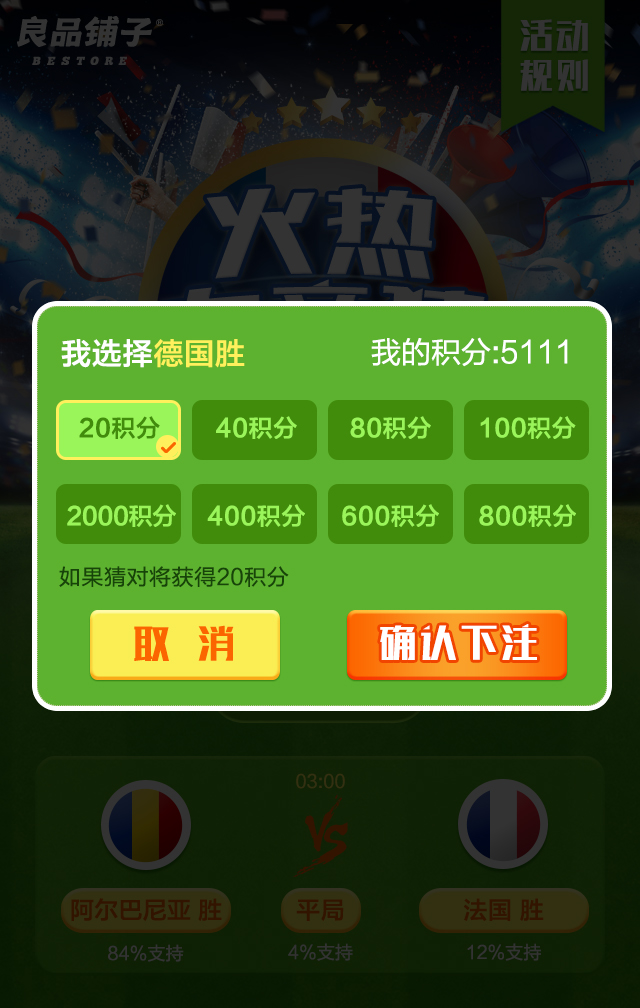 良品铺子®
BESTORE
活动
规则
火热
我选择德国胜
我的积分:5111
20积分
40积分
80积分
100积分
2000积分
400积分
600积分
800积分
如果猜对将获得20积分
取 消
确认下注
03:00
VS
阿尔巴尼亚 胜
平局
法国 胜
84%支持
4%支持
12%支持